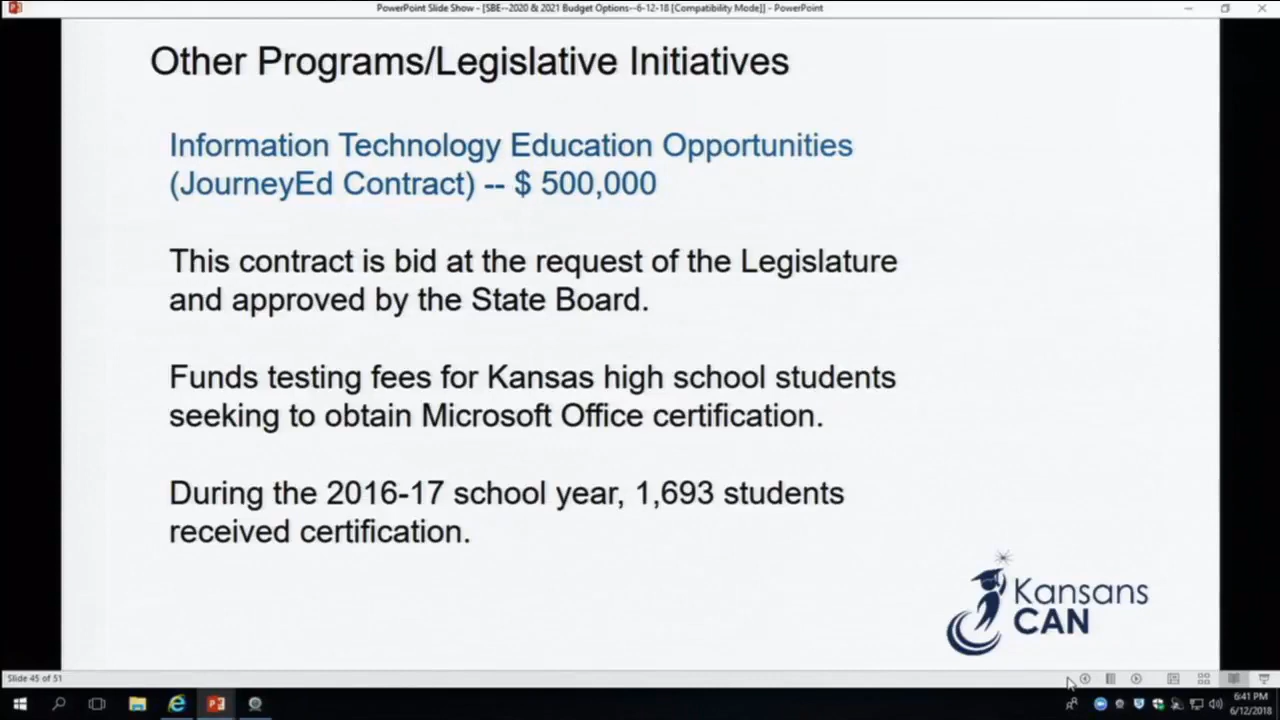 PowerPoint Slide Show - [SBE--2020 & 2021 Budget Options--6-12-18 [Compatibility Mode]] - PowerPoint
Other Programs/Legislative Initiatives
Information Technology Education Opportunities
(JourneyEd Contract) -- $ 500,000
This contract is bid at the request of the Legislature
and approved by the State Board.
Funds testing fees for Kansas high school students
seeking to obtain Microsoft Office certification.
During the 2016-17 school year, 1,693 students
received certification.
Kansans
CAN
Slide 45 of 51
6:41 PM
6/12/2018